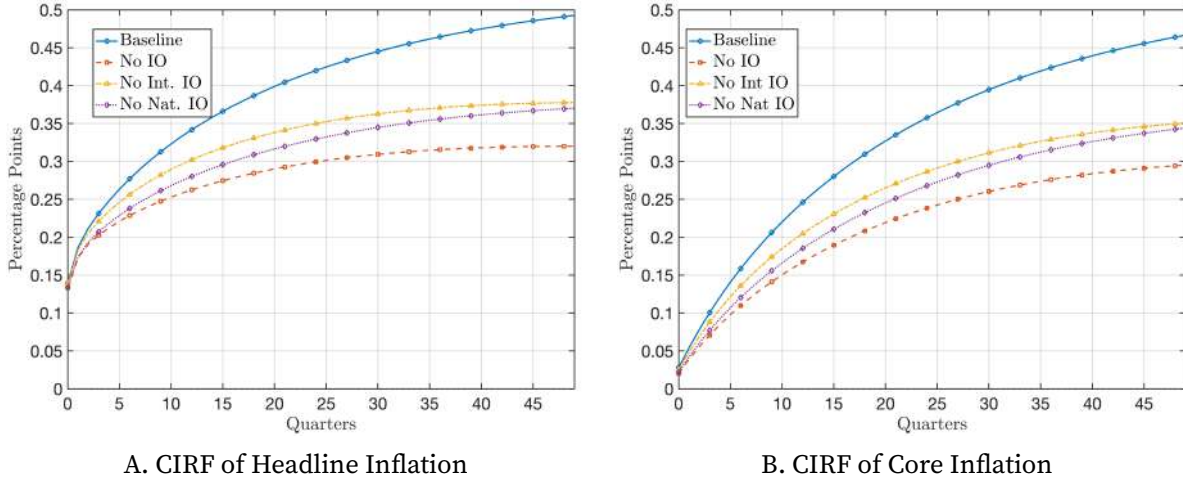 0.5
0.45
0.4
0.35
0.3
0.25
0.2
0.15
0.1
0.05
0
Percentage Points
Baseline
No IO
No Int. IO
No Nat. IO
0 5 10 15 20 25 30 35 40 45
Quarters
A. CIRF of Headline Inflation
0.5
0.45
0.4
0.35
0.3
0.25
0.2
0.15
0.1
0.05
0
Percentage Points
Baseline
No IO
No Int IO
No Nat IO
0 5 10 15 20 25 30 35 40 45
Quarters
B. CIRF of Core Inflation